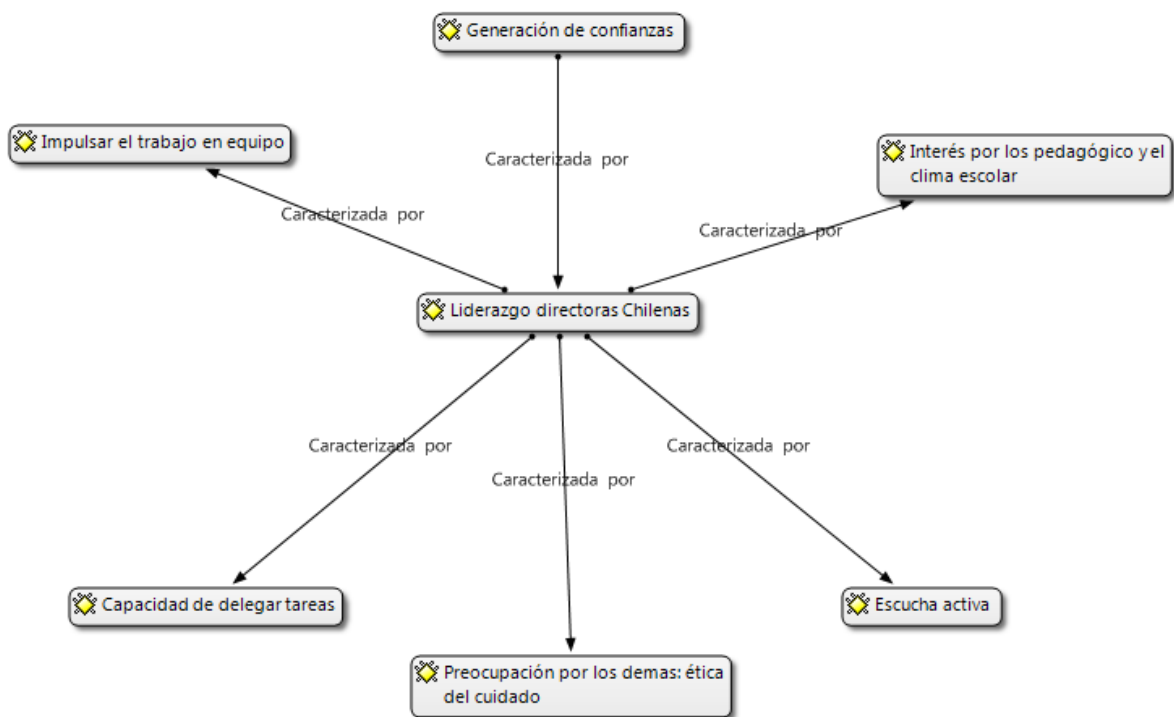 Generación de confianzas
Impulsar el trabajo en equipo
Caracterizada por
Interés por los pedagógico y el
clima escolar
Caracterizada por
Caracterizada por
Liderazgo directoras Chilenas
Caracterizada por
Caracterizada por
Caracterizada por
Capacidad de delegar tareas
Escucha activa
Preocupación por los demas: ética
del cuidado